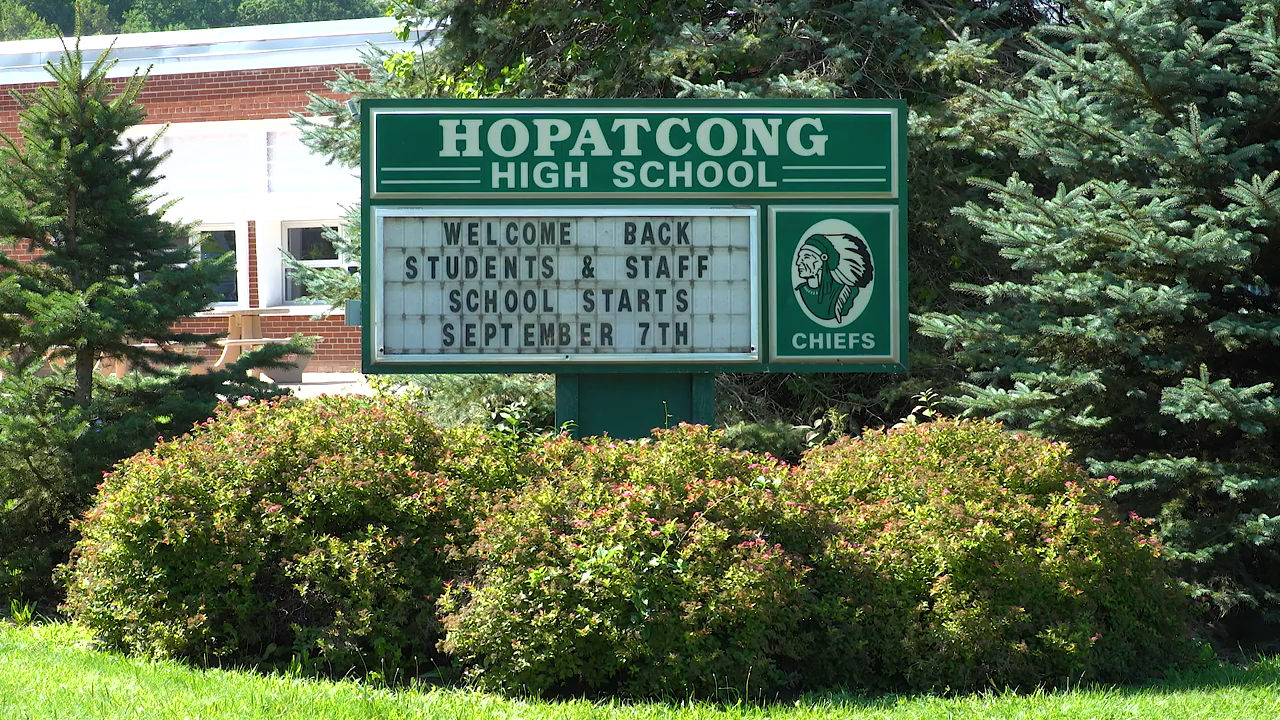 HOPATCONG
HIGH SCHOOL
WELCOME BACK
STUDENTS & STAFF
SCHOOL STARTS
SEPTEMBER 7TH
CHIEFS